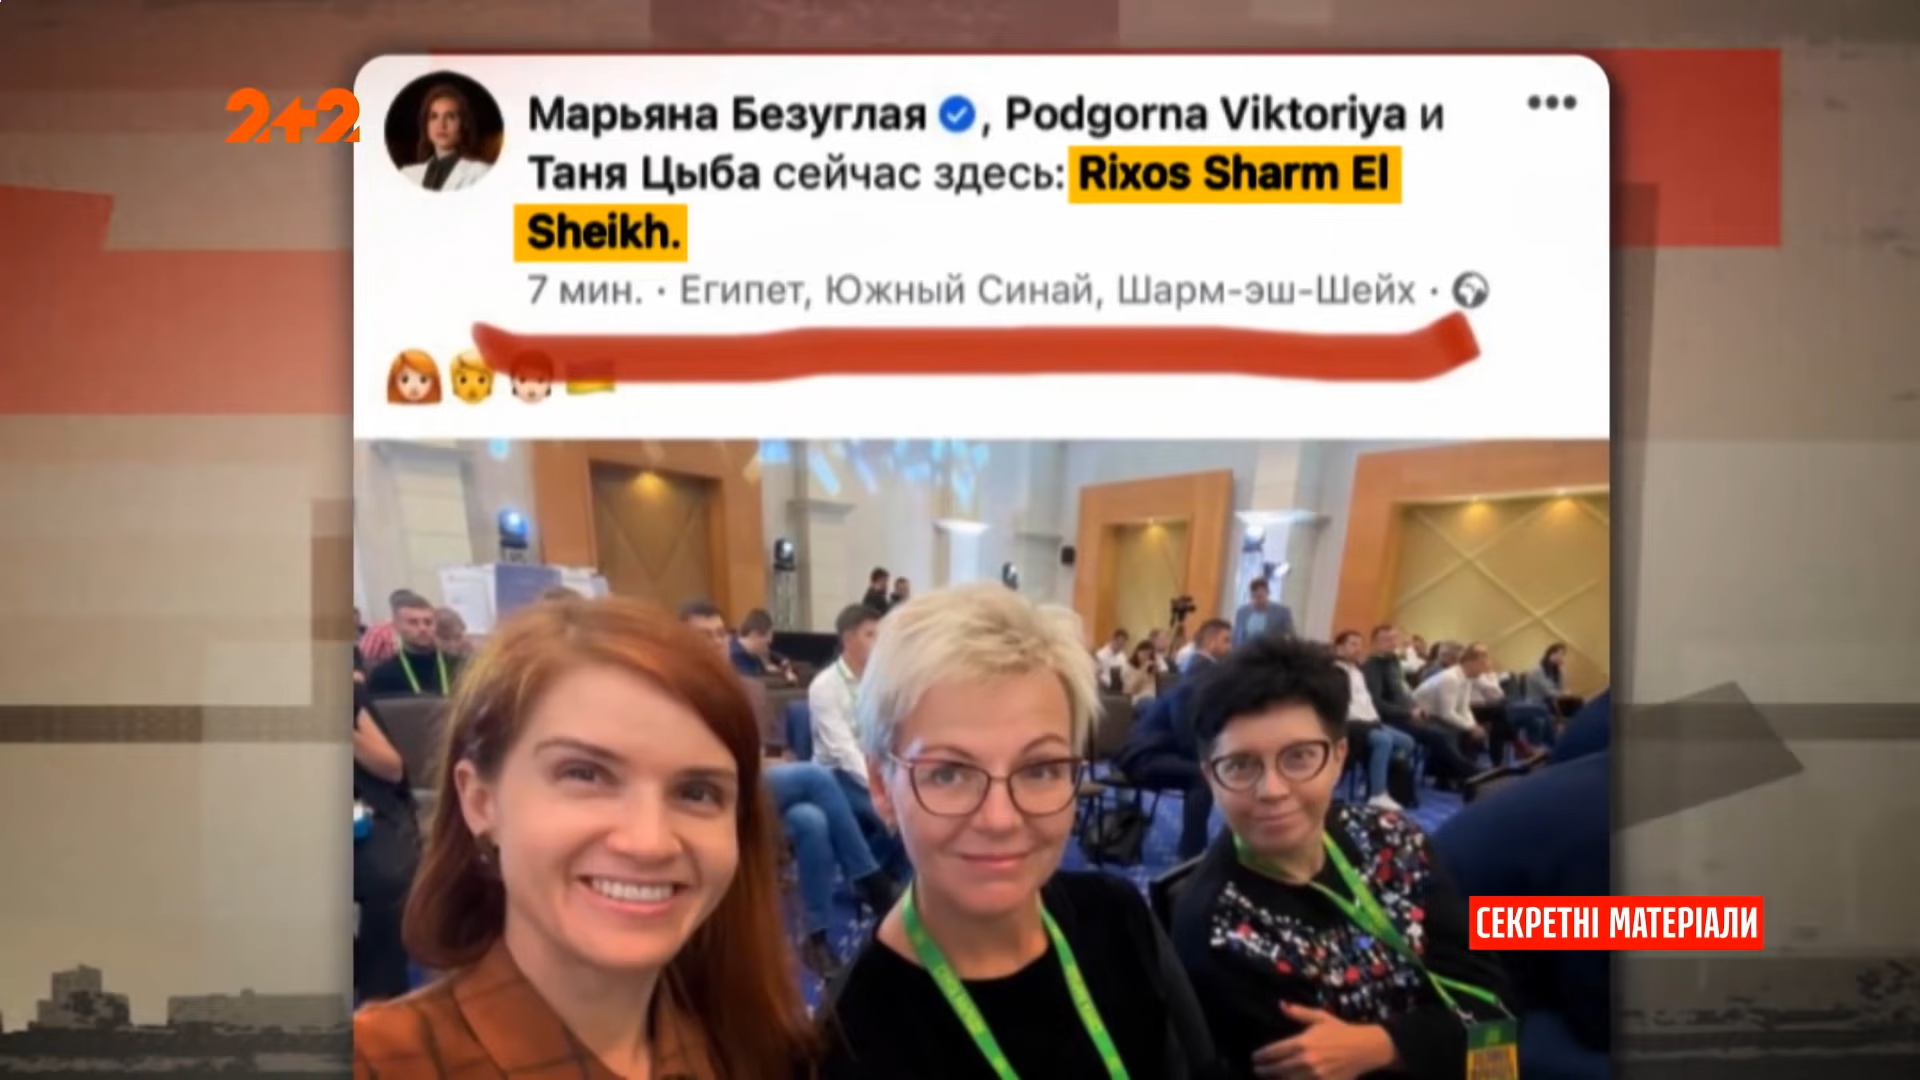 2+2
Марьяна Безуглая, Podgorna Viktoriya и
Таня Цыба сейчас здесь: Rixos Sharm El
Sheikh.
7 мин. · Египет, Южный Синай, Шарм-эш-Шейх ·
СЕКРЕТНІ МАТЕРІАЛИ